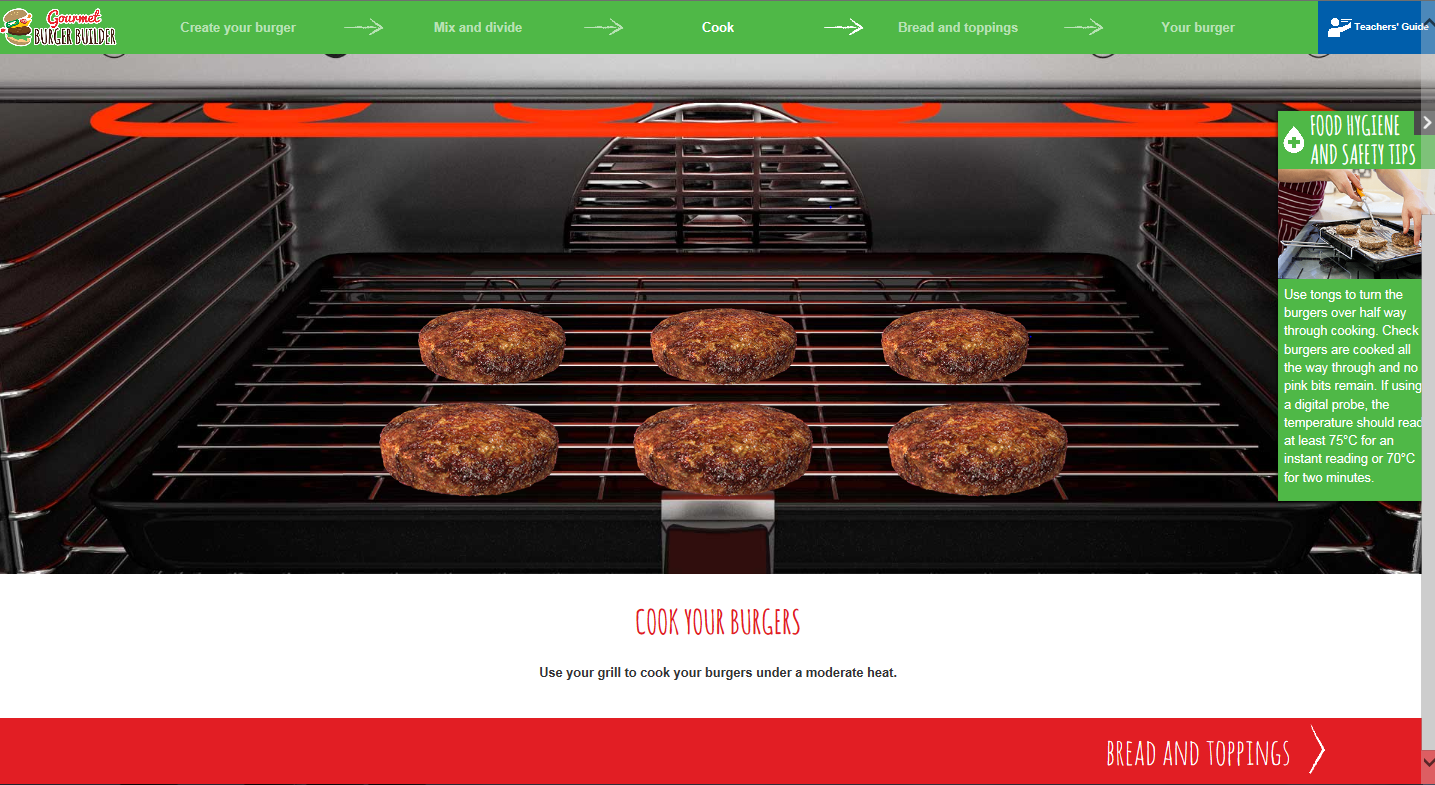 Gourmet
BURGER BUILDER
Create your burger
Mix and divide
Cook
Bread and toppings
Your burger
Teachers' Guide
FOOD HYGIENE
AND SAFETY TIPS
Use tongs to turn the
burgers over half way
through cooking. Check
burgers are cooked all
the way through and no
pink bits remain. If using
a digital probe, the
temperature should read
at least 75°C for an
instant reading or 70°C
for two minutes.
COOK YOUR BURGERS
Use your grill to cook your burgers under a moderate heat.
BREAD AND TOPPINGS